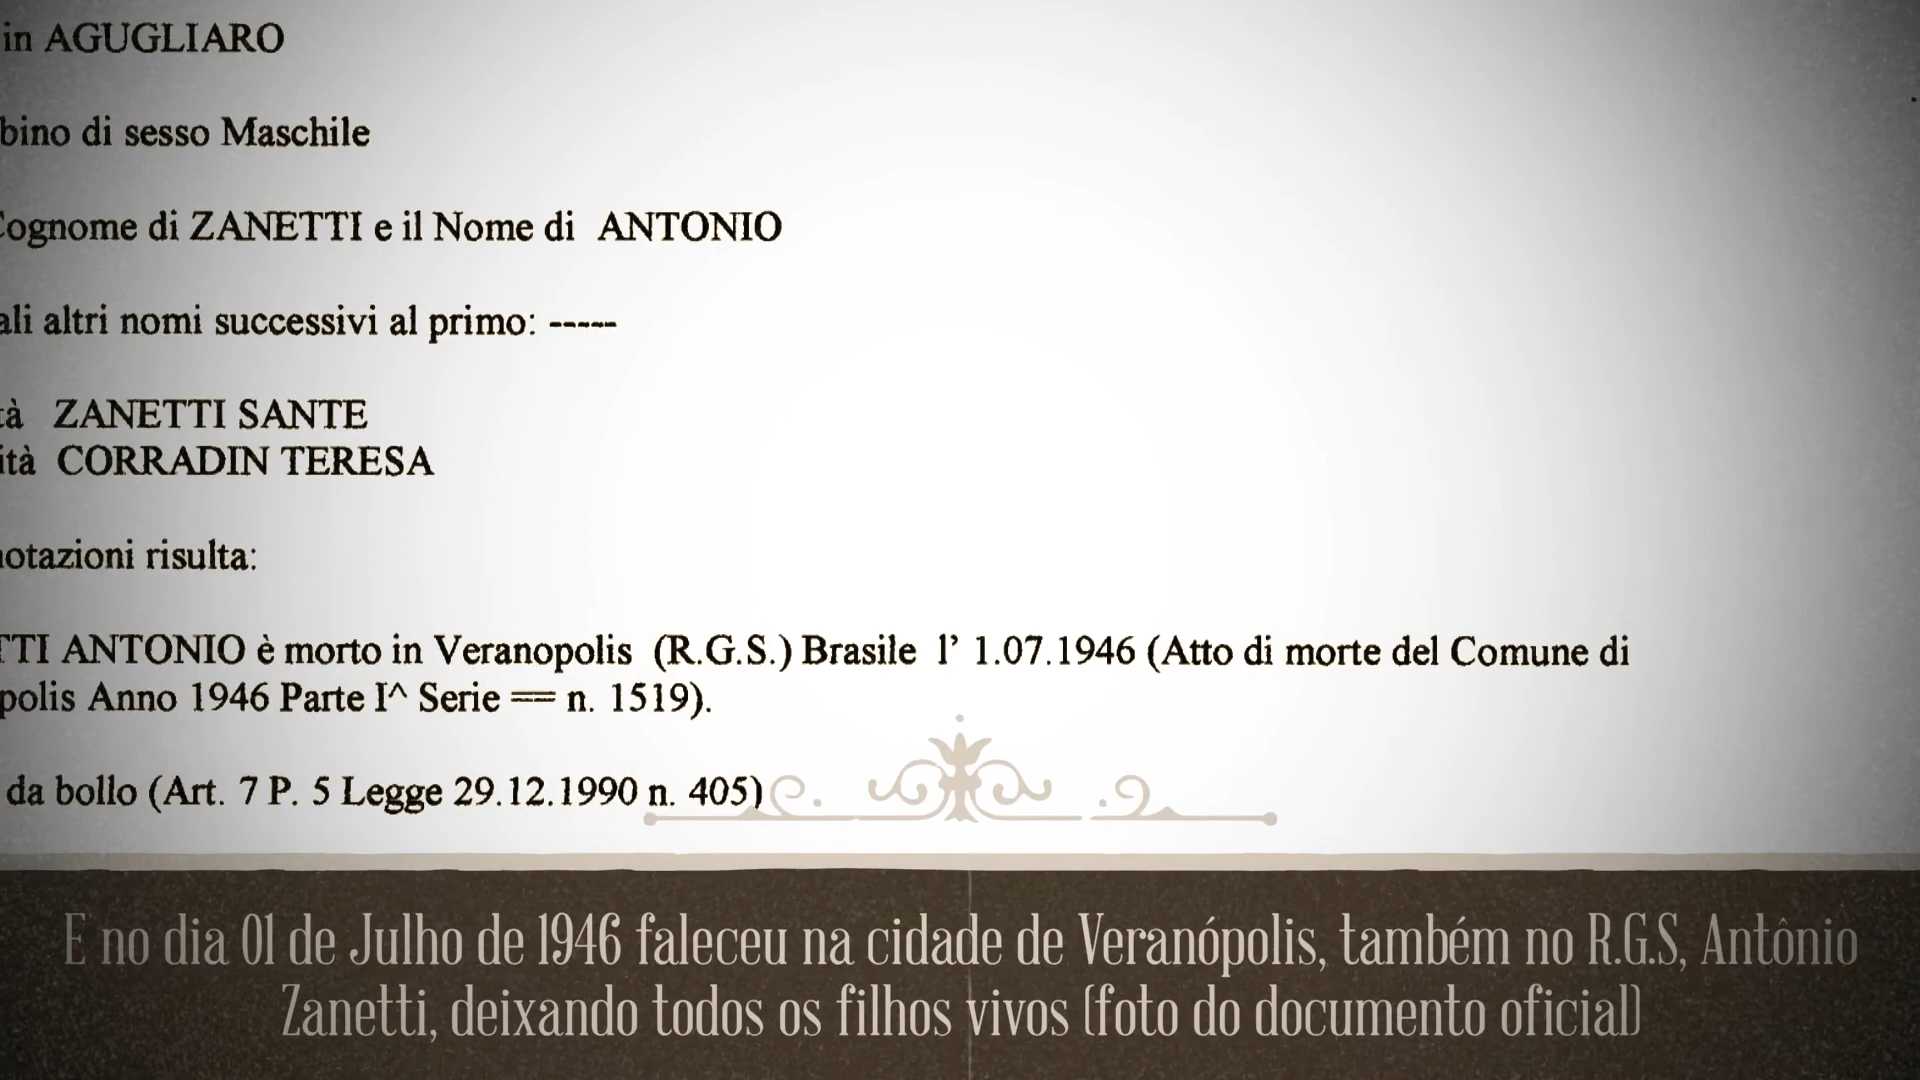 in AGUGLIARO
bino di sesso Maschile
Cognome di ZANETTI e il Nome di ANTONIO
ali altri nomi successivi al primo: -----
tà ZANETTI SANTE
ità CORRADIN TERESA
notazioni risulta:
TTI ANTONIO è morto in Veranopolis (R.G.S.) Brasile l' 1.07.1946 (Atto di morte del Comune di
polis Anno 1946 Parte I^ Serie == n. 1519).
da bollo (Art. 7 P. 5 Legge 29.12.1990 n. 405)
E no dia 01 de Julho de 1946 faleceu na cidade de Veranópolis, também no R.G.S, Antônio
Zanetti, deixando todos os filhos vivos (foto do documento oficial)